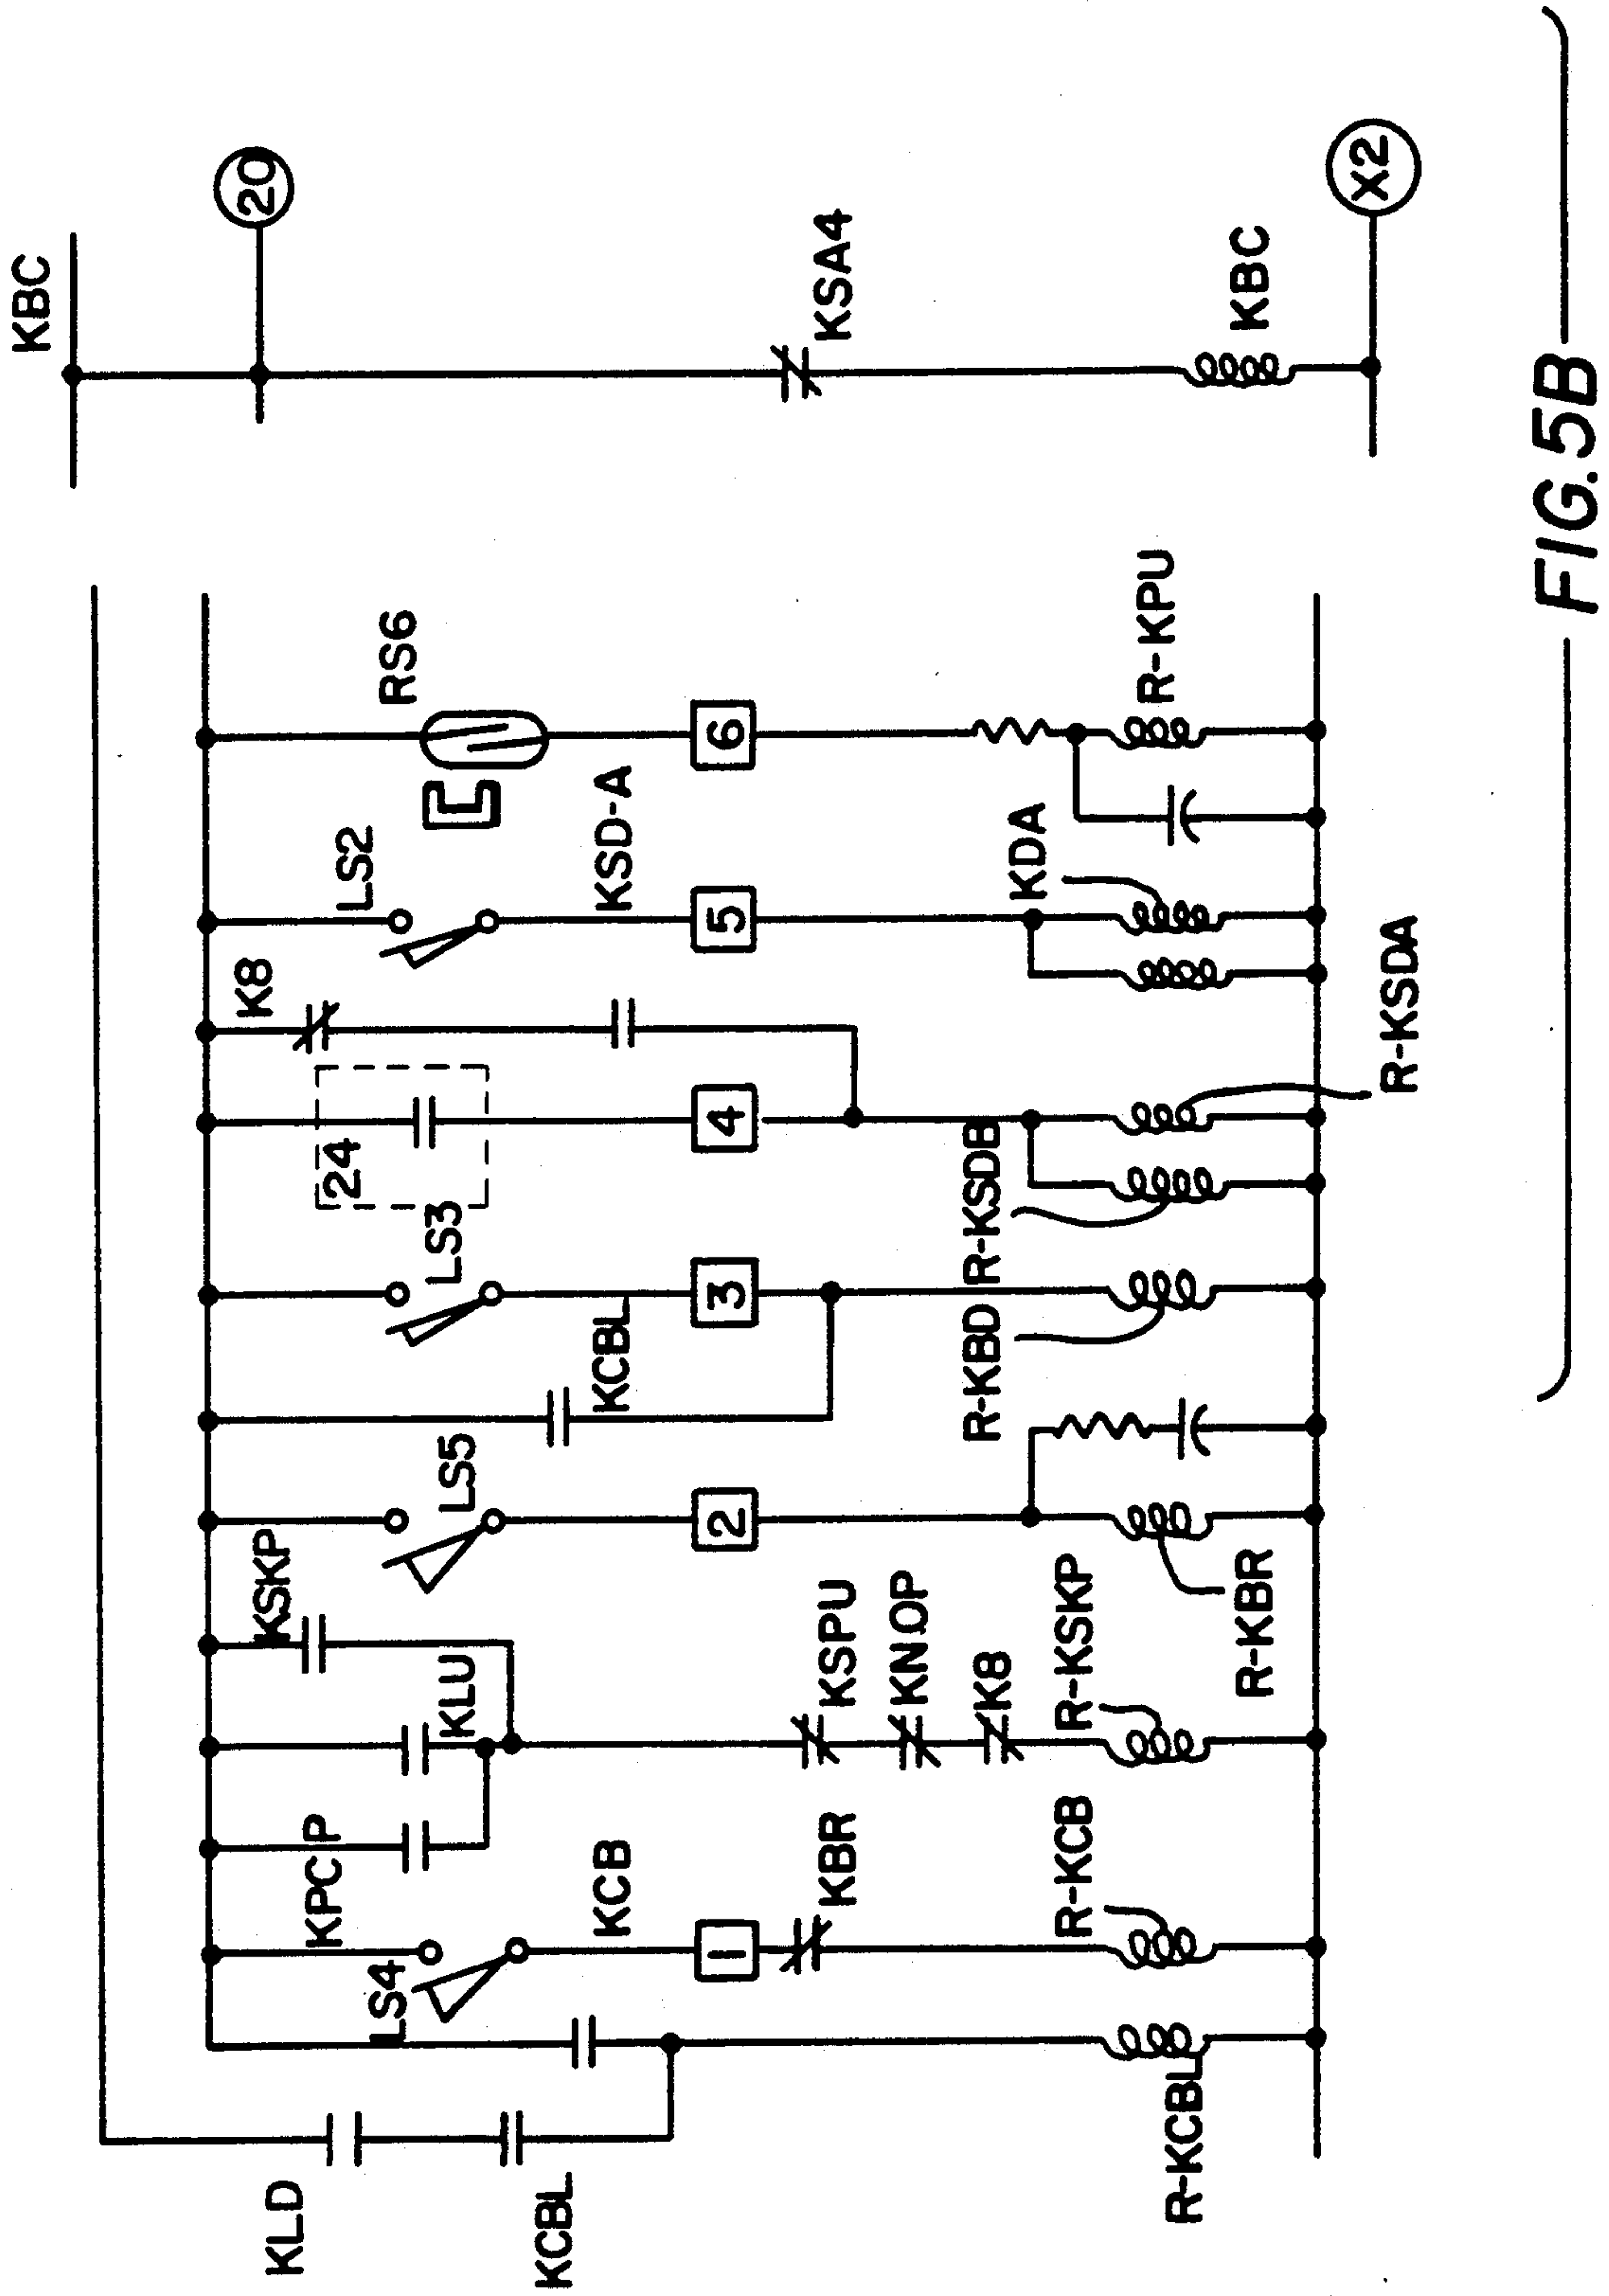 KLD
KCBL
R-KCBL
LS4
KCB
1
KBR
R-KCB
KPCP
KLU
KSKP
KSPU
KNOP
K8
R-KSKP
LS5
2
R-KBR
KCBL
LS3
3
R-KBD
24
4
R-KSDB
R-KSDA
K8
KSD-A
LS2
5
KDA
RS6
6
R-KPU
KBC
20
KSA4
KBC
X2
FIG.5B